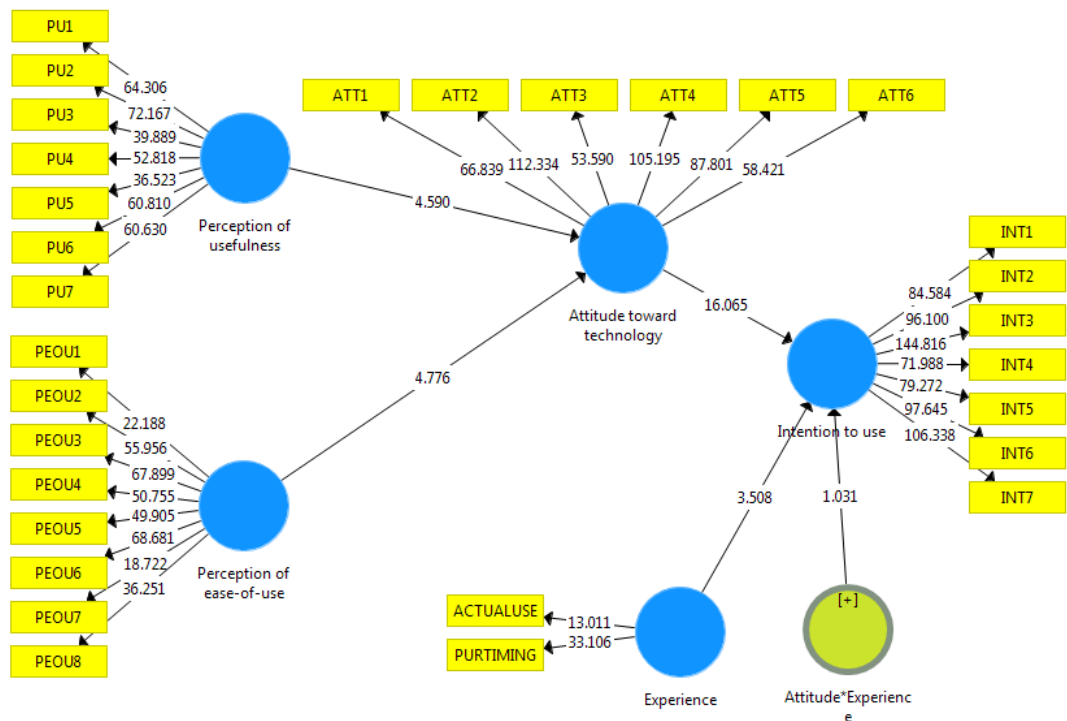 PU1
PU2
PU3
PU4
PU5
PU6
PU7
64.306
72.167
39.889
52.818
36.523
60.810
60.630
Perception of
usefulness
ATT1
ATT2
ATT3
ATT4
ATT5
ATT6
66.839
112.334
53.590
105.195
87.801
58.421
4.590
Attitude toward
technology
PEOU1
PEOU2
PEOU3
PEOU4
PEOU5
PEOU6
PEOU7
PEOU8
22.188
55.956
67.899
50.755
49.905
68.681
18.722
36.251
Perception of
ease-of-use
4.776
16.065
INT1
INT2
INT3
INT4
INT5
INT6
INT7
84.584
96.100
144.816
71.988
79.272
97.645
106.338
Intention to use
3.508
1.031
ACTUALUSE
PURTIMING
13.011
33.106
Experience
[+]
Attitude*Experienc
e